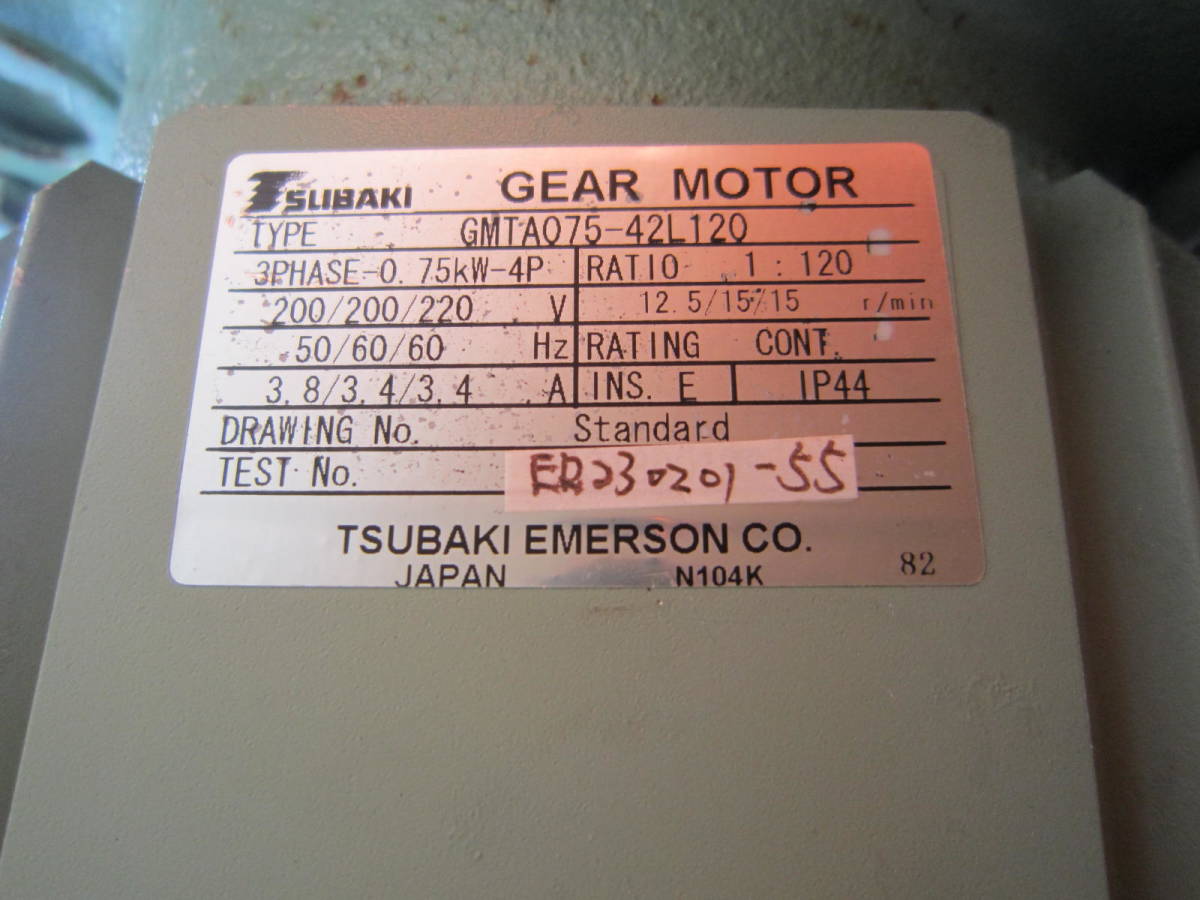 TSUBAKI GEAR MOTOR
TYPE GMTA075-42L120
3PHASE-0.75kW-4P RATIO 1:120
200/200/220 V 12.5/15/15 r/min
50/60/60 Hz RATING CONT.
3.8/3.4/3.4 A INS. E IP44
DRAWING No. Standard
TEST No. ER230201-55
TSUBAKI EMERSON CO.
JAPAN N104K 82